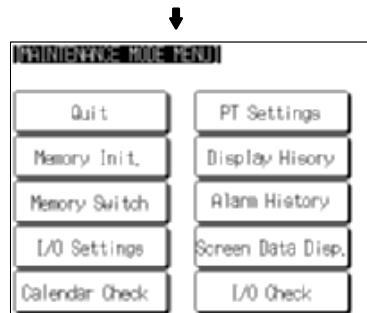 [MAINTENANCE MODE MENU]
Quit
PT Settings
Memory Init.
Display Hisory
Memory Switch
Alarm History
I/O Settings
Screen Data Disp.
Calendar Check
I/O Check